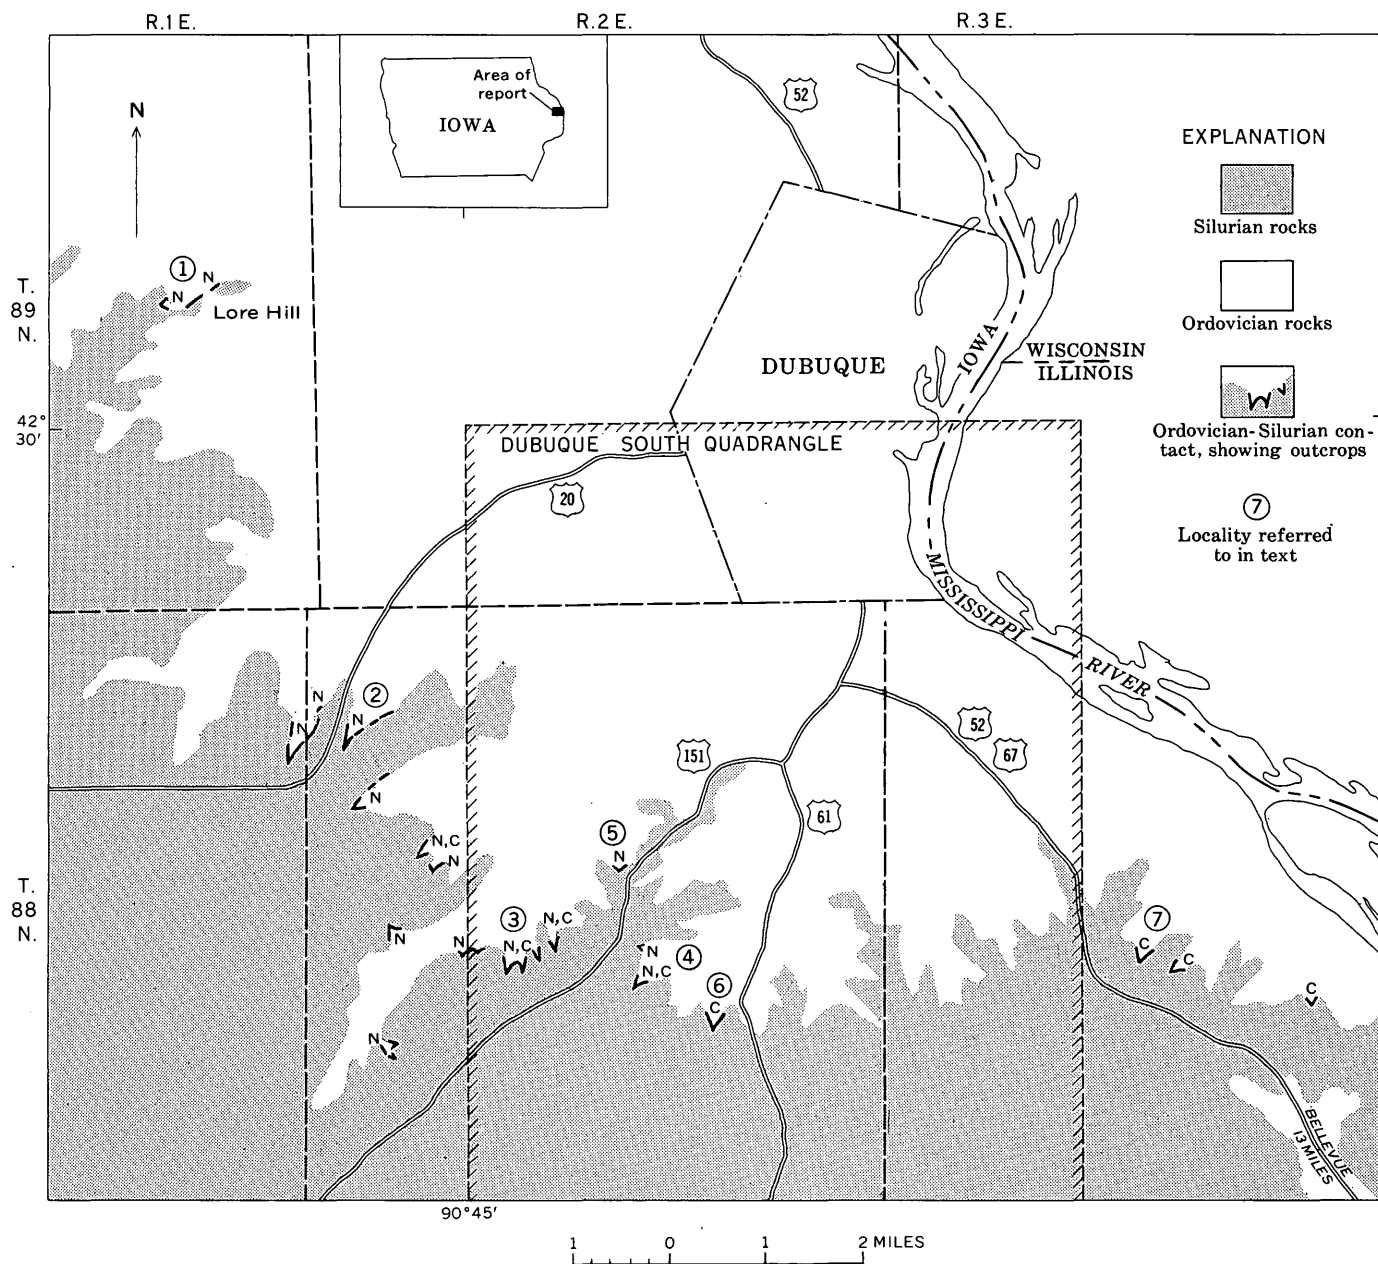 R.1 E.
R.2 E.
R.3 E.
N
Area of
report
IOWA
52
EXPLANATION
Silurian rocks
Ordovician rocks
Ordovician-Silurian con-
tact, showing outcrops
7
Locality referred
to in text
T.
89
N.
1
N
N
Lore Hill
DUBUQUE
IOWA
WISCONSIN
ILLINOIS
42°
30'
DUBUQUE SOUTH QUADRANGLE
20
MISSISSIPPI
RIVER
N
2
N
N
N
52
67
151
61
N,C
N
5
N
T.
88
N.
N
N
3
N,C
N,C
N
N,C
4
6
C
7
C
C
C
N
BELLEVUE
13 MILES
90°45'
1 0 1 2 MILES